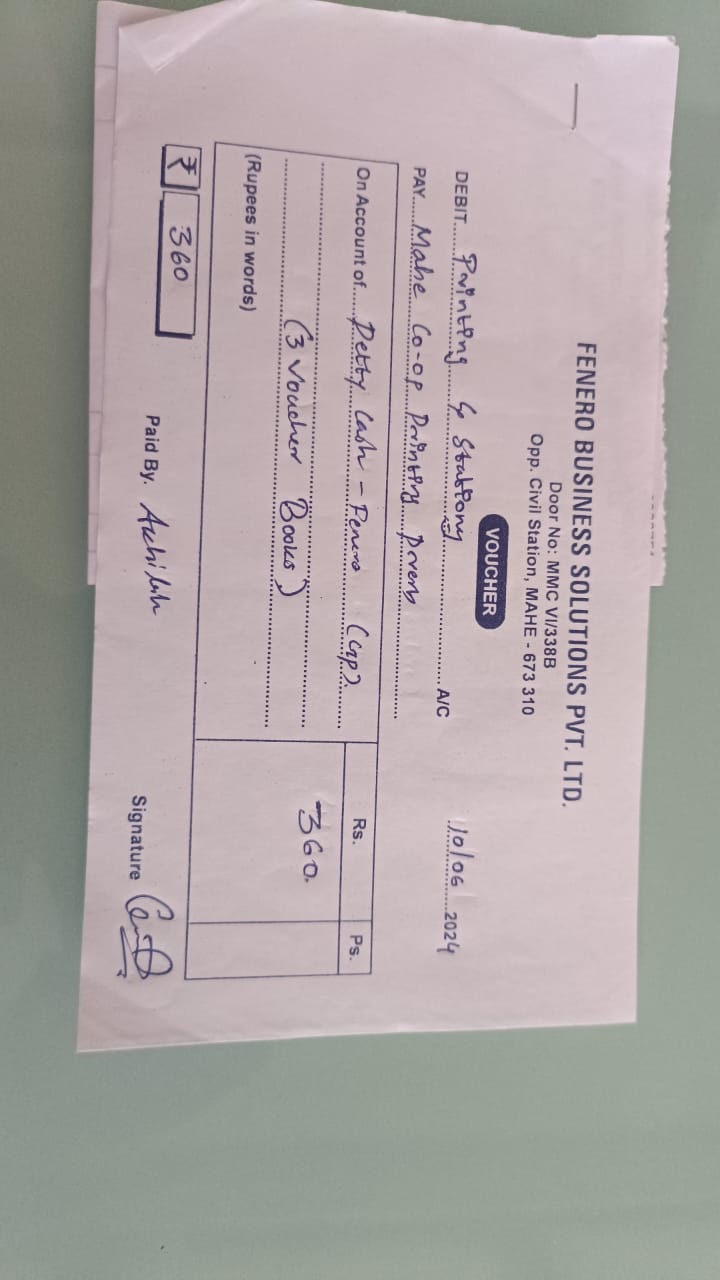 FENERO BUSINESS SOLUTIONS PVT. LTD.
Door No: MMC VI/338B
Opp. Civil Station, MAHE - 673 310
VOUCHER
10/06 2024
DEBIT Printing & Stationy A/C
PAY Mahe Co-op Printing Press
On Account of Petty Cash - Fenero (Cap).
(3 Voucher Books)
Rs. Ps.
360.
(Rupees in words)
₹ 360
Paid By.
Signature